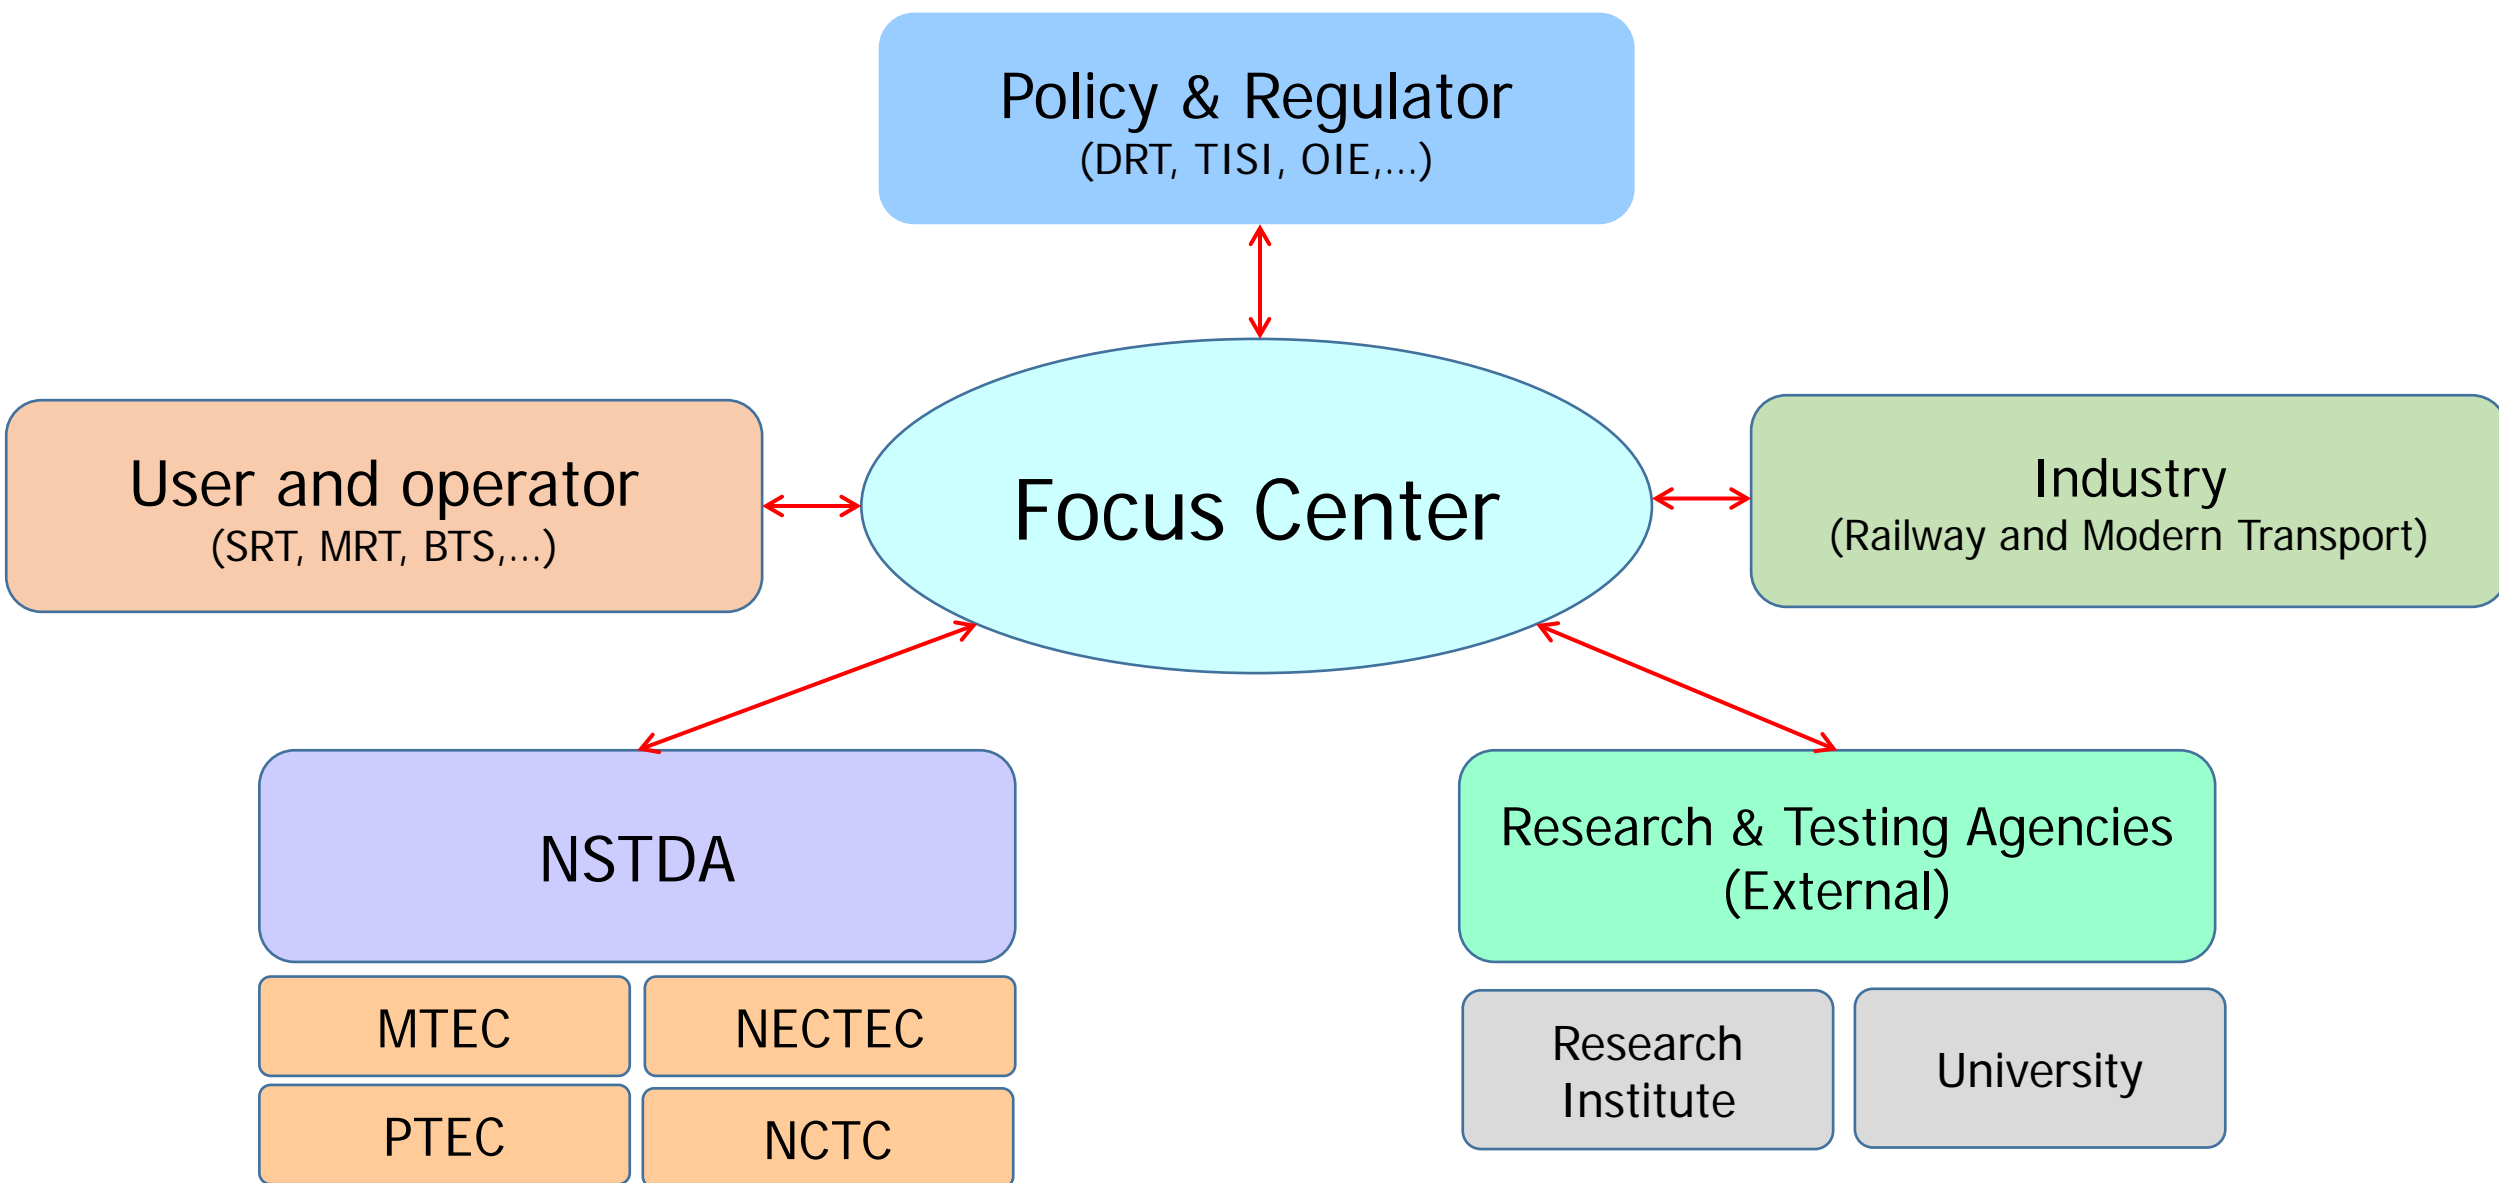 Policy & Regulator
(DRT, TISI, OIE,...)
User and operator
(SRT, MRT, BTS,...)
Focus Center
Industry
(Railway and Modern Transport)
NSTDA
Research & Testing Agencies
(External)
MTEC
NECTEC
PTEC
NCTC
Research
Institute
University